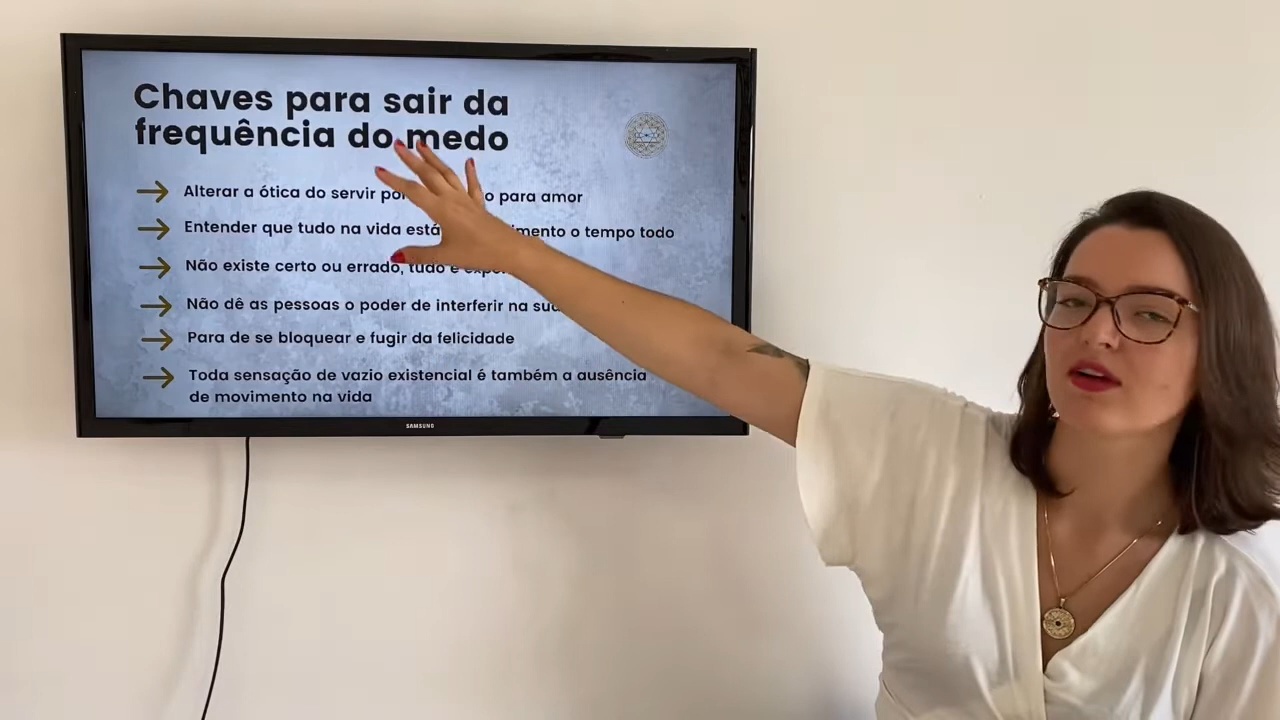 Chaves para sair da
frequência do medo
Alterar a ótica do servir para amor
Entender que tudo na vida está o tempo todo
Não existe certo ou errado, tudo é
Não dê as pessoas o poder de interferir na
Para de se bloquear e fugir da felicidade
Toda sensação de vazio existencial é também a ausência
de movimento na vida
SAMSUNG